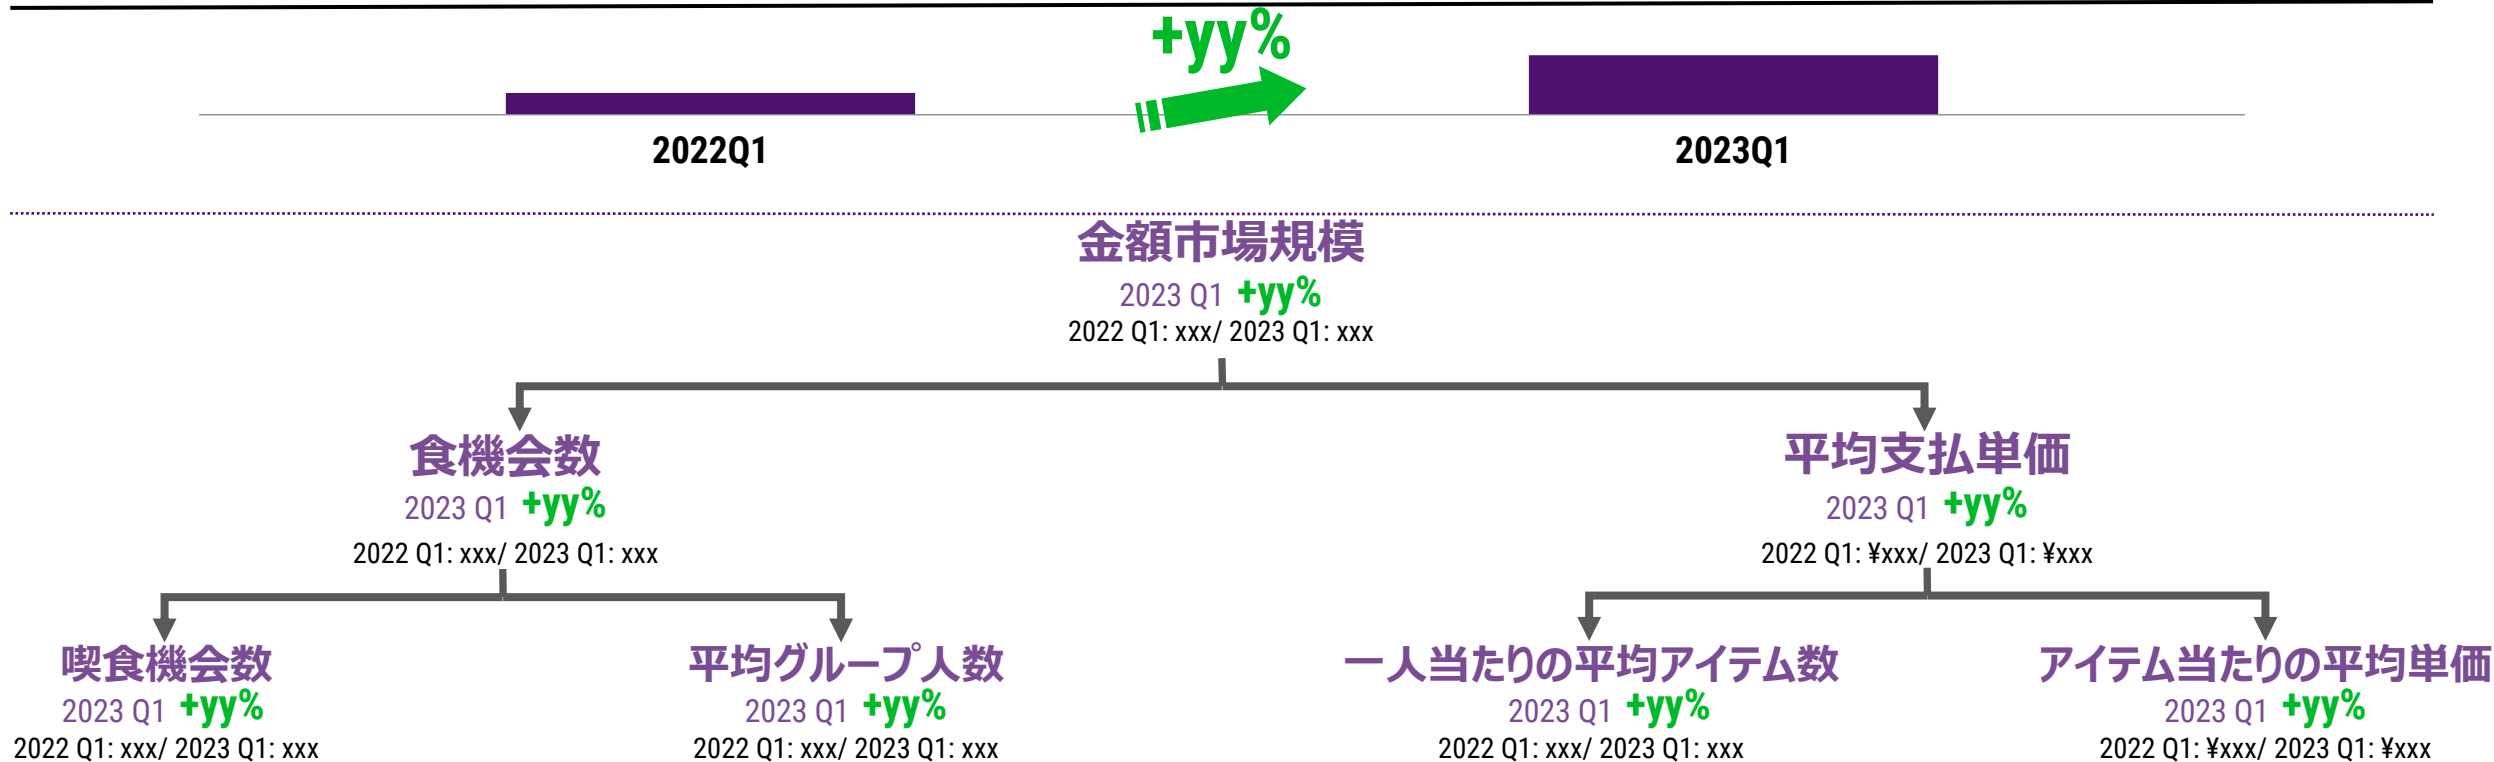 +yy%
2022Q1
2023Q1
金額市場規模
2023 Q1 +yy%
2022 Q1: xxx/ 2023 Q1: xxx
食機会数
2023 Q1 +yy%
2022 Q1: xxx/ 2023 Q1: xxx
平均支払単価
2023 Q1 +yy%
2022 Q1: ¥xxx/ 2023 Q1: ¥xxx
喫食機会数
2023 Q1 +yy%
2022 Q1: xxx/ 2023 Q1: xxx
平均グループ人数
2023 Q1 +yy%
2022 Q1: xxx/ 2023 Q1: xxx
一人当たりの平均アイテム数
2023 Q1 +yy%
2022 Q1: xxx/ 2023 Q1: xxx
アイテム当たりの平均単価
2023 Q1 +yy%
2022 Q1: ¥xxx/ 2023 Q1: ¥xxx